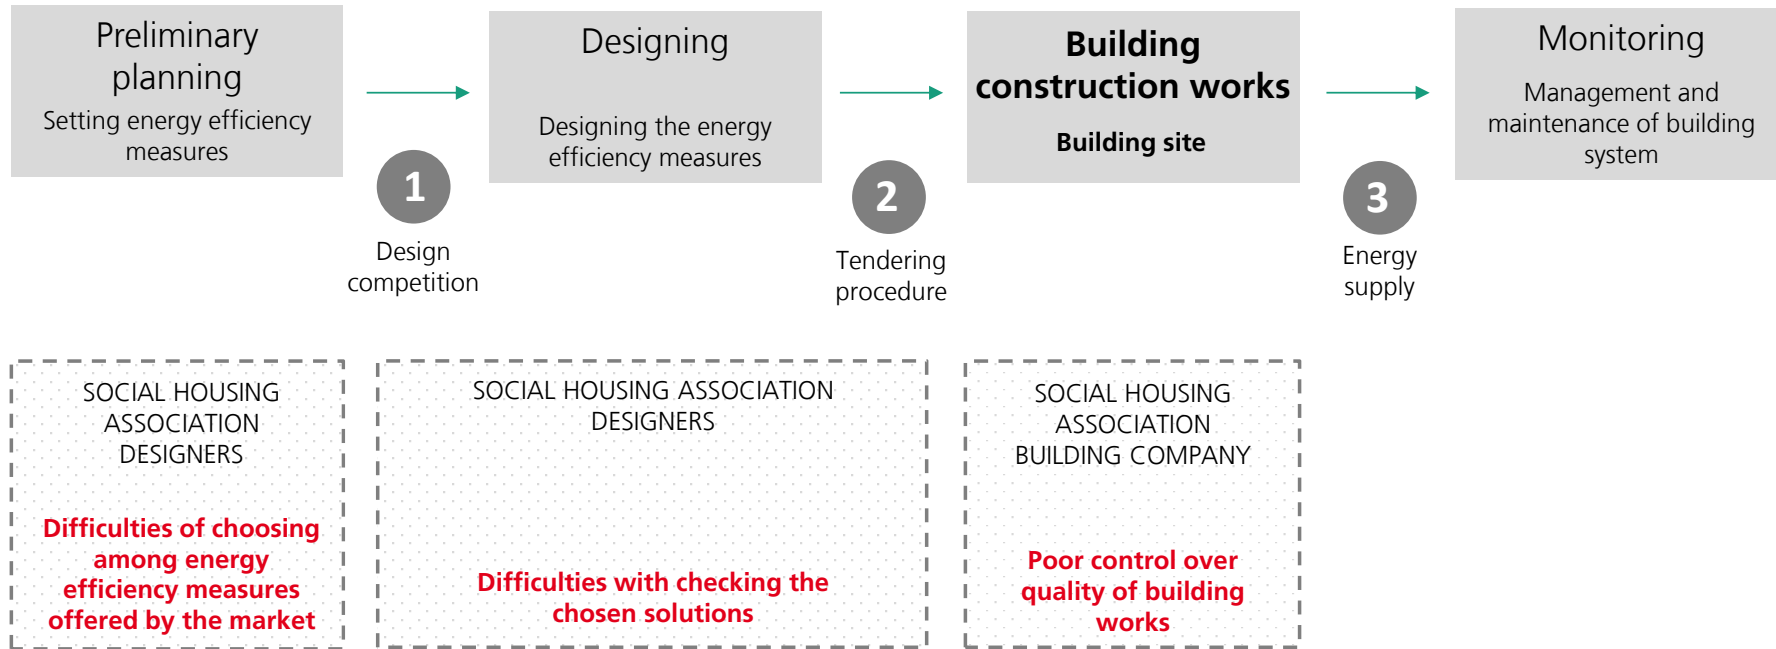 Preliminary
planning
Setting energy efficiency
measures
Designing
Designing the energy
efficiency measures
Building
construction works
Building site
Monitoring
Management and
maintenance of building
system
1
Design
competition
2
Tendering
procedure
3
Energy
supply
SOCIAL HOUSING
ASSOCIATION
DESIGNERS
Difficulties of choosing
among energy
efficiency measures
offered by the market
SOCIAL HOUSING ASSOCIATION
DESIGNERS
Difficulties with checking the
chosen solutions
SOCIAL HOUSING
ASSOCIATION
BUILDING COMPANY
Poor control over
quality of building
works